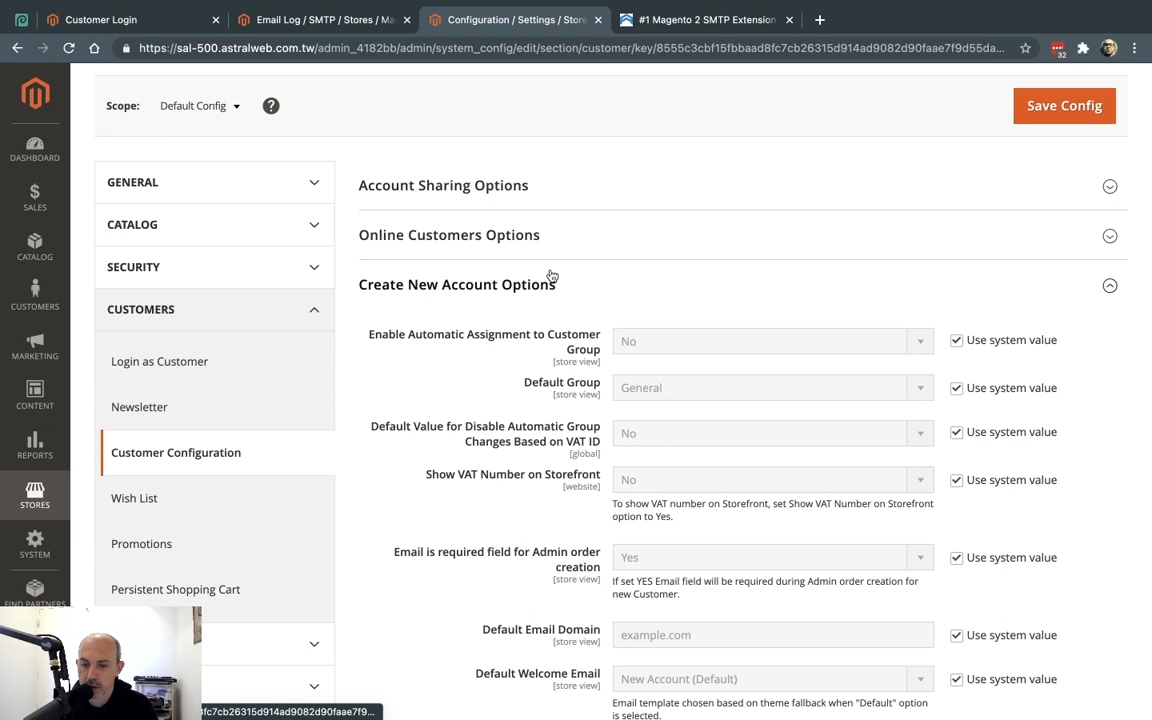 Customer Login
Email Log / SMTP / Stores / Ma
Configuration / Settings / Store
#1 Magento 2 SMTP Extension
https://sal-500.astralweb.com.tw/admin_4182bb/admin/system_config/edit/section/customer/key/8555c3cbf15fbbaad8fc7cb26315d914ad9082d90faae7f9d55da...
32
Scope:
Default Config
?
Save Config
DASHBOARD
SALES
CATALOG
CUSTOMERS
MARKETING
CONTENT
REPORTS
STORES
SYSTEM
FIND PARTNERS
GENERAL
CATALOG
SECURITY
CUSTOMERS
Login as Customer
Newsletter
Customer Configuration
Wish List
Promotions
Persistent Shopping Cart
Account Sharing Options
Online Customers Options
Create New Account Options
Enable Automatic Assignment to Customer
Group
[store view]
No
Use system value
Default Group
[store view]
General
Use system value
Default Value for Disable Automatic Group
Changes Based on VAT ID
[global]
No
Use system value
Show VAT Number on Storefront
[website]
No
Use system value
To show VAT number on Storefront, set Show VAT Number on Storefront
option to Yes.
Email is required field for Admin order
creation
[store view]
Yes
Use system value
If set YES Email field will be required during Admin order creation for
new Customer.
Default Email Domain
[store view]
example.com
Use system value
Default Welcome Email
[store view]
New Account (Default)
Use system value
Email template chosen based on theme fallback when "Default" option
is selected.
8fc7cb26315d914ad9082d90faae7f9...